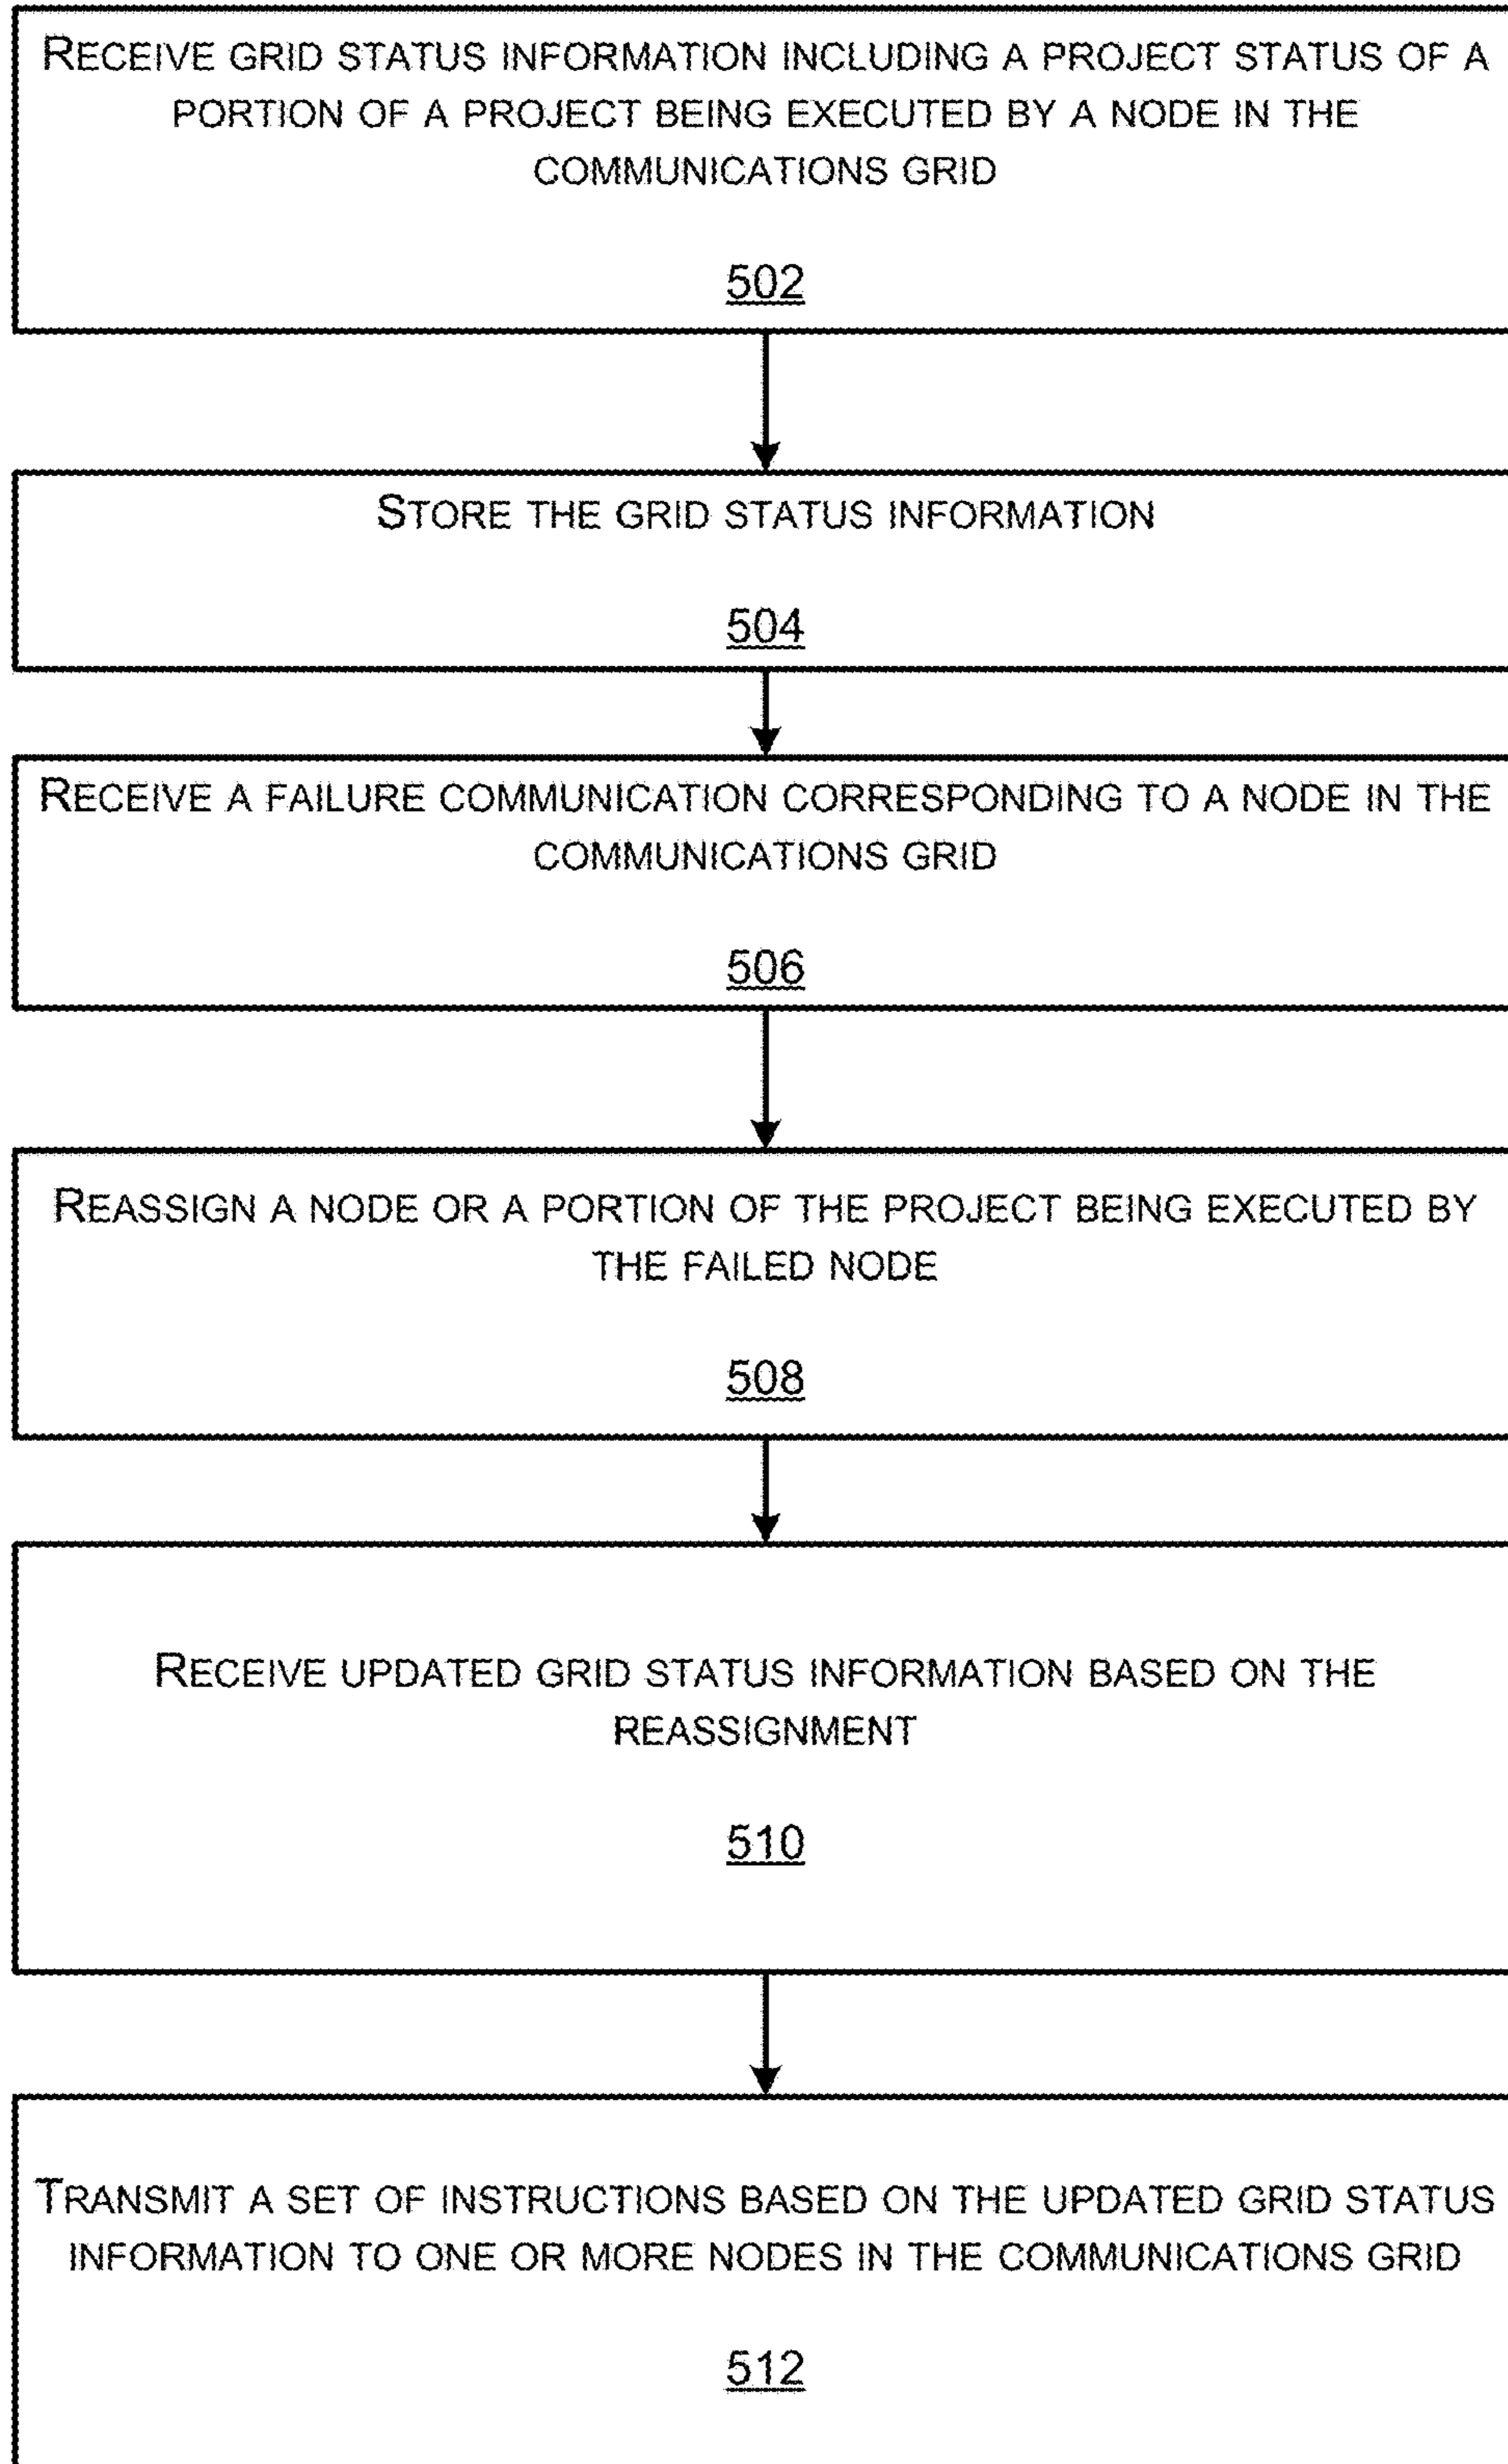 RECEIVE GRID STATUS INFORMATION INCLUDING A PROJECT STATUS OF A
PORTION OF A PROJECT BEING EXECUTED BY A NODE IN THE
COMMUNICATIONS GRID
502
STORE THE GRID STATUS INFORMATION
504
RECEIVE A FAILURE COMMUNICATION CORRESPONDING TO A NODE IN THE
COMMUNICATIONS GRID
506
REASSIGN A NODE OR A PORTION OF THE PROJECT BEING EXECUTED BY
THE FAILED NODE
508
RECEIVE UPDATED GRID STATUS INFORMATION BASED ON THE
REASSIGNMENT
510
TRANSMIT A SET OF INSTRUCTIONS BASED ON THE UPDATED GRID STATUS
INFORMATION TO ONE OR MORE NODES IN THE COMMUNICATIONS GRID
512